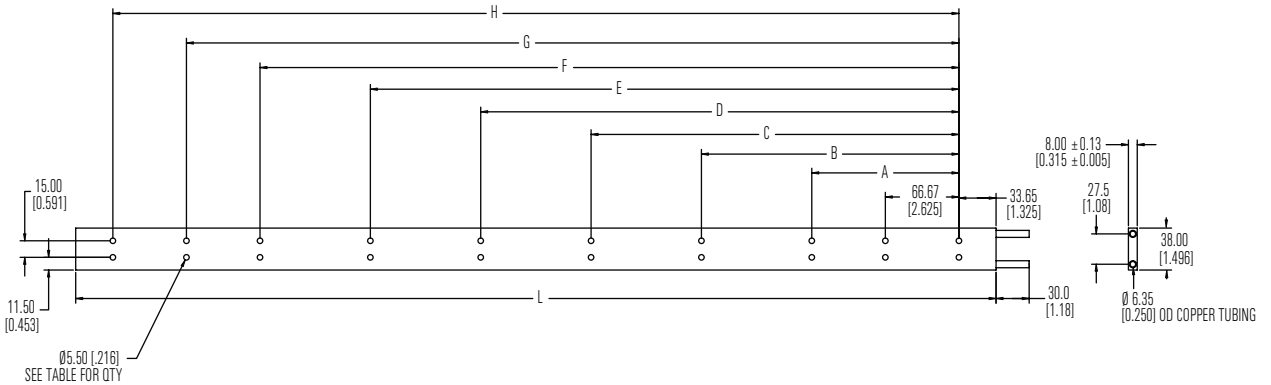 H
G
F
E
D
C
B
A
66.67
[2.625]
33.65
[1.325]
8.00 ±0.13
[0.315 ±0.005]
15.00
[0.591]
27.5
[1.08]
38.00
[1.496]
11.50
[0.453]
L
30.0
[1.18]
Ø 6.35
[0.250] OD COPPER TUBING
Ø5.50 [.216]
SEE TABLE FOR QTY